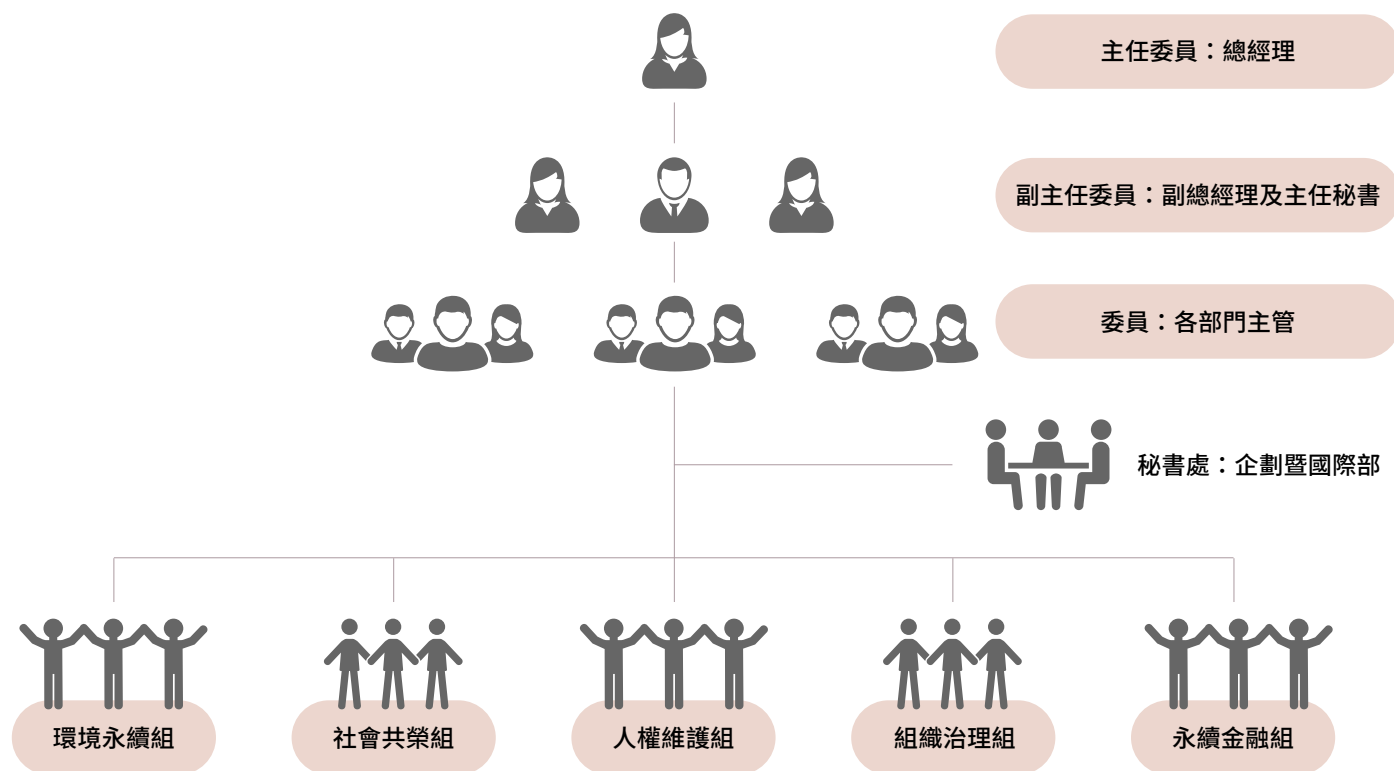 主任委員：總經理
副主任委員：副總經理及主任秘書
委員：各部門主管
秘書處：企劃暨國際部
環境永續組
社會共榮組
人權維護組
組織治理組
永續金融組